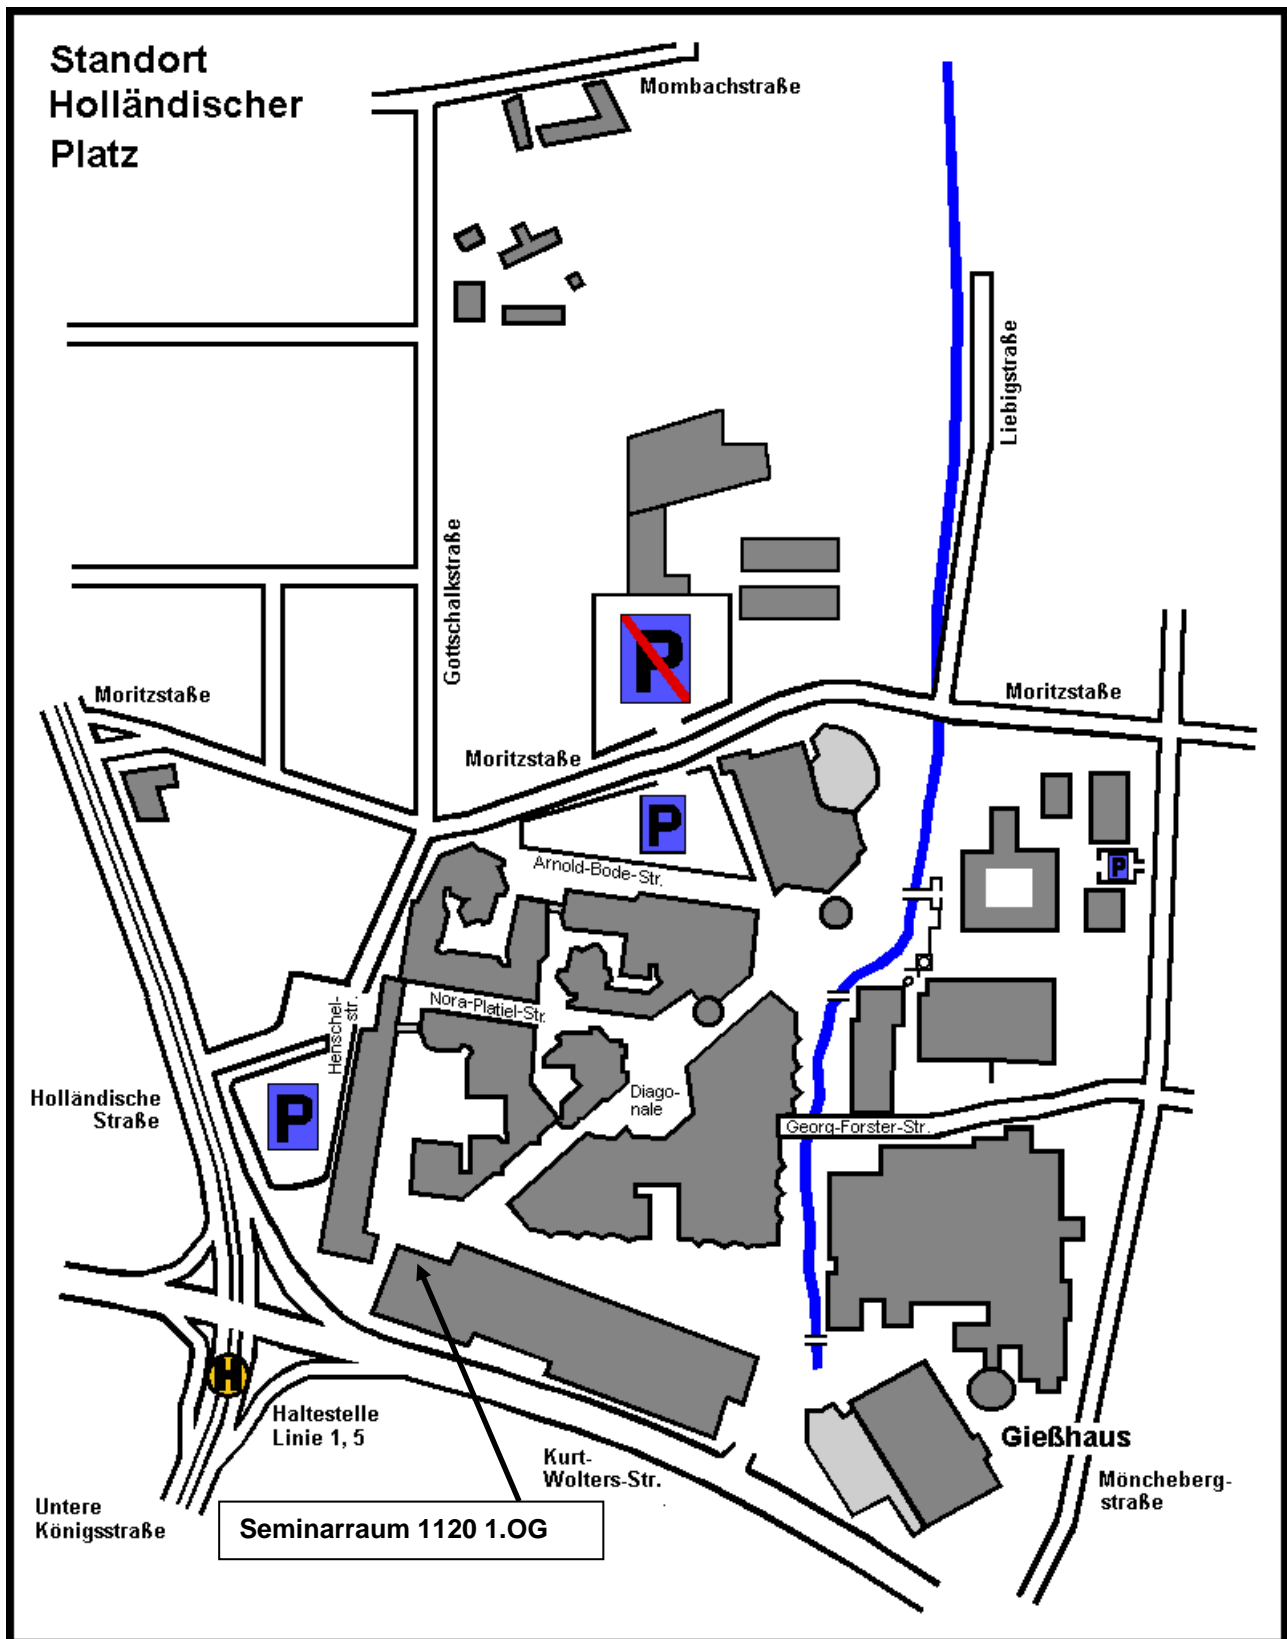 Standort
Holländischer
Platz
Mombachstraße
Liebigstraße
Gottschalkstraße
P
Moritzstaße
Moritzstaße
Moritzstaße
P
Arnold-Bode-Str.
P
Nora-Platiel-Str.
Henschel-
str.
Holländische
Straße
P
Diago-
nale
Georg-Forster-Str.
H
Haltestelle
Linie 1, 5
Gießhaus
Kurt-
Wolters-Str.
Möncheberg-
straße
Untere
Königsstraße
Seminarraum 1120 1.OG